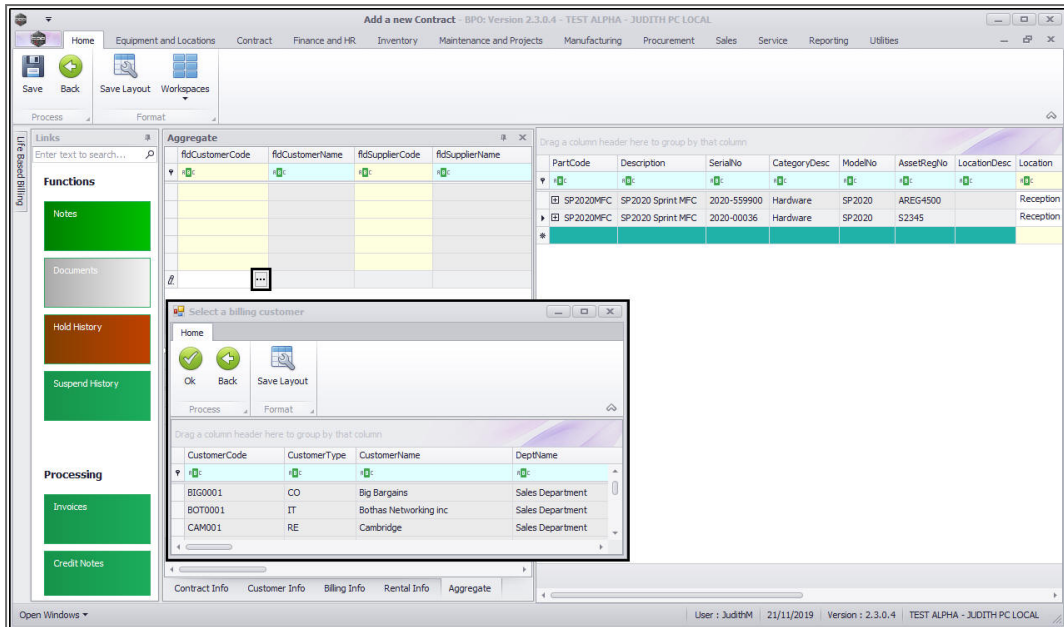 Add a new Contract - BPO: Version 2.3.0.4 - TEST ALPHA - JUDITH PC LOCAL
Home Equipment and Locations Contract Finance and HR Inventory Maintenance and Projects Manufacturing Procurement Sales Service Reporting Utilities
Save Back Save Layout Workspaces
Process Format
Life Based Billing
Links
Enter text to search...
Functions
Notes
Documents
Hold History
Suspend History
Processing
Invoices
Credit Notes
Aggregate
fldCustomerCode fldCustomerName fldSupplierCode fldSupplierName
Select a billing customer
Home
Ok Back Save Layout
Process Format
Drag a column header here to group by that column
CustomerCode CustomerType CustomerName DeptName
BIG0001 CO Big Bargains Sales Department
BOT0001 IT Bothas Networking inc Sales Department
CAM001 RE Cambridge Sales Department
Contract Info Customer Info Billing Info Rental Info Aggregate
Drag a column header here to group by that column
PartCode Description SerialNo CategoryDesc ModelNo AssetRegNo LocationDesc Location
SP2020MFC SP2020 Sprint MFC 2020-559900 Hardware SP2020 AREG4500 Reception
SP2020MFC SP2020 Sprint MFC 2020-00036 Hardware SP2020 S2345 Reception
Open Windows User : JudithM 21/11/2019 Version : 2.3.0.4 TEST ALPHA - JUDITH PC LOCAL